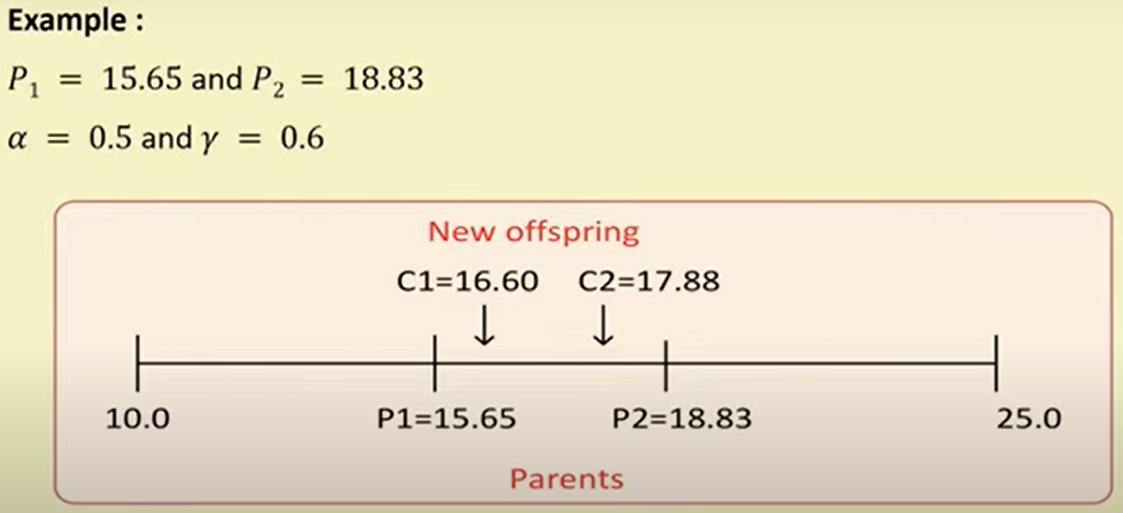 Example :
P₁ = 15.65 and P₂ = 18.83
α = 0.5 and γ = 0.6
New offspring
C1=16.60 C2=17.88
10.0 P1=15.65 P2=18.83 25.0
Parents